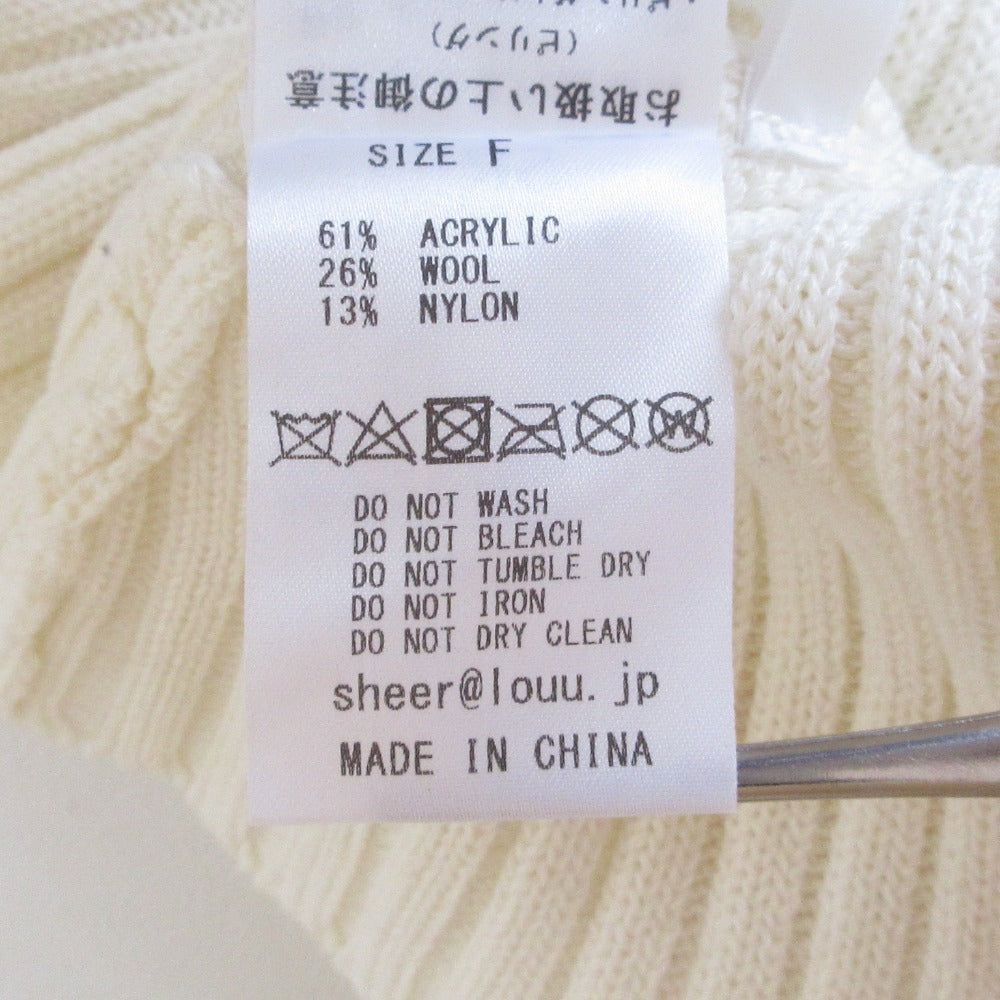 お取扱い上の御注意
(ピリング)
SIZE F
61% ACRYLIC
26% WOOL
13% NYLON
W
DO NOT WASH
DO NOT BLEACH
DO NOT TUMBLE DRY
DO NOT IRON
DO NOT DRY CLEAN
sheer@louu.jp
MADE IN CHINA